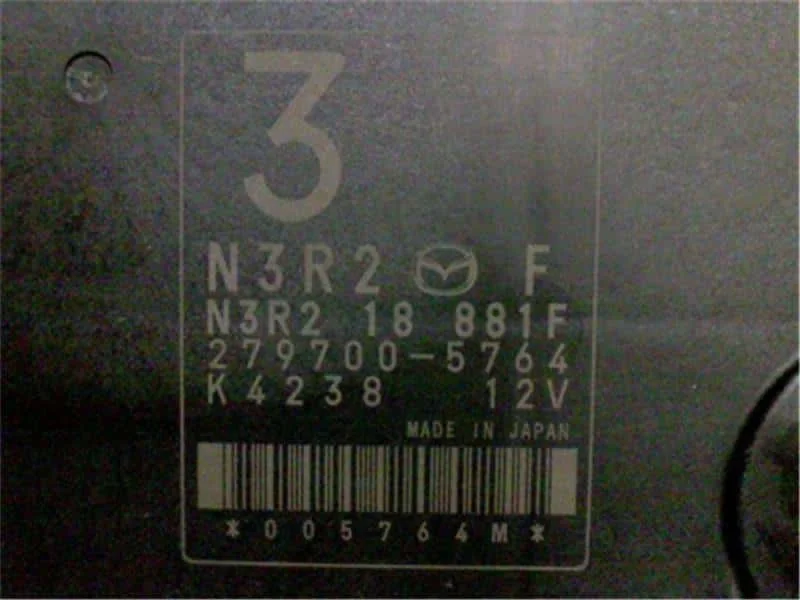 3
N3R2 F
N3R2 18 881F
279700-5764
K4238 12V
MADE IN JAPAN
*005764M*